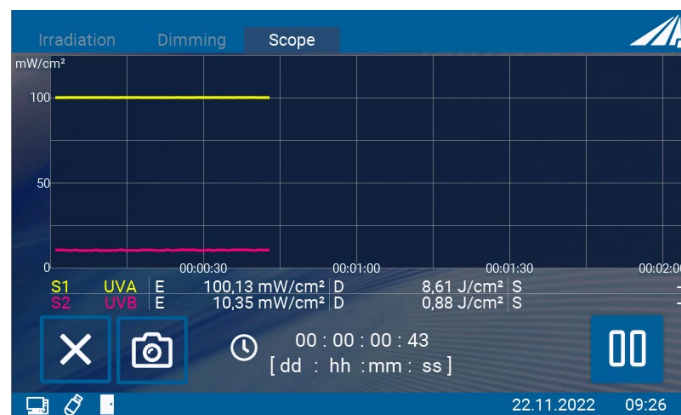 Irradiation Dimming Scope
mW/cm²
100
50
0 00:00:30 00:01:00 00:01:30 00:02:0
S1 UVA E 100,13 mW/cm² D 8,61 J/cm² S -
S2 UVB E 10,35 mW/cm² D 0,88 J/cm² S -
00 : 00 : 00 : 43
[ dd : hh : mm : ss ]
22.11.2022 09:26